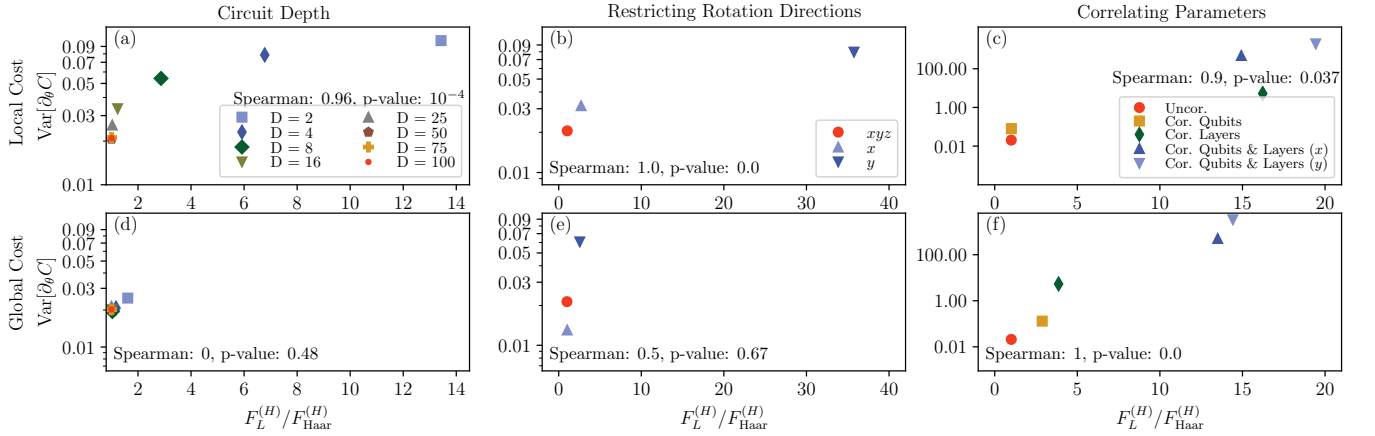 Circuit Depth
Restricting Rotation Directions
Correlating Parameters
Local Cost
Var[∂θC]
(a)
0.09
0.07
0.05
0.03
0.01
Spearman: 0.96, p-value: 10⁻⁴
D = 2
D = 4
D = 8
D = 16
D = 25
D = 50
D = 75
D = 100
2 4 6 8 10 12 14
(b)
0.09
0.07
0.05
0.03
0.01
xyz
x
y
Spearman: 1.0, p-value: 0.0
0 10 20 30 40
(c)
100.00
1.00
0.01
Spearman: 0.9, p-value: 0.037
Uncor.
Cor. Qubits
Cor. Layers
Cor. Qubits & Layers (x)
Cor. Qubits & Layers (y)
0 5 10 15 20
Global Cost
Var[∂θC]
(d)
0.09
0.07
0.05
0.03
0.01
Spearman: 0, p-value: 0.48
2 4 6 8 10 12 14
F_L^(H)/F_Haar^(H)
(e)
0.09
0.07
0.05
0.03
0.01
Spearman: 0.5, p-value: 0.67
0 10 20 30 40
F_L^(H)/F_Haar^(H)
(f)
100.00
1.00
0.01
Spearman: 1, p-value: 0.0
0 5 10 15 20
F_L^(H)/F_Haar^(H)